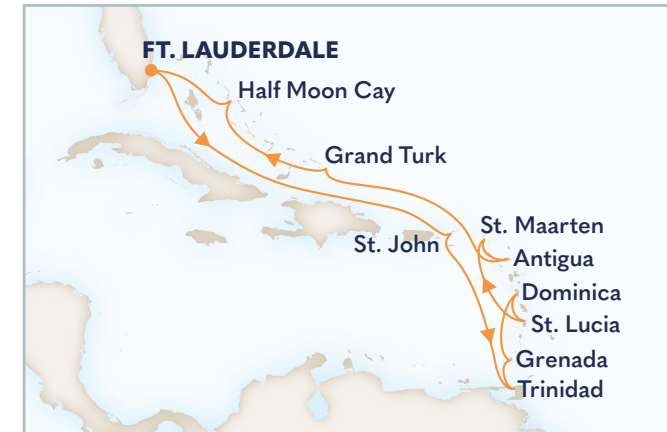 FT. LAUDERDALE
Half Moon Cay
Grand Turk
St. Maarten
St. John
Antigua
Dominica
St. Lucia
Grenada
Trinidad